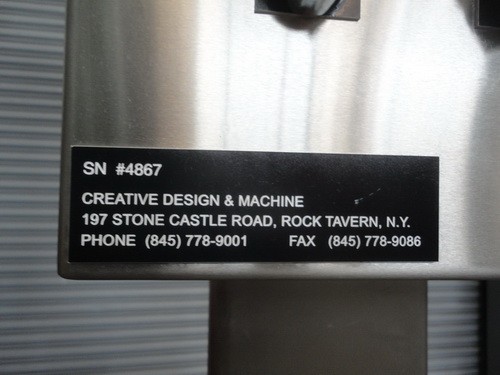 SN #4867
CREATIVE DESIGN & MACHINE
197 STONE CASTLE ROAD, ROCK TAVERN, N.Y.
PHONE (845) 778-9001 FAX (845) 778-9086